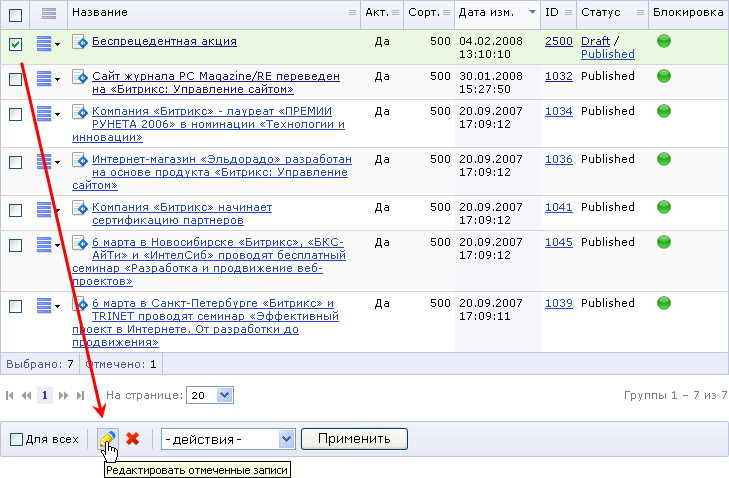 Название Акт. Сорт. Дата изм. ID Статус Блокировка
Беспрецедентная акция Да 500 04.02.2008 2500 Draft /
13:10:10 Published
Сайт журнала PC Magazine/RE переведен Да 500 30.01.2008 1032 Published
на «Битрикс: Управление сайтом» 15:27:50
Компания «Битрикс» - лауреат «ПРЕМИИ Да 500 20.09.2007 1034 Published
РУНЕТА 2006» в номинации «Технологии и 17:09:12
инновации»
Интернет-магазин «Эльдорадо» разработан Да 500 20.09.2007 1036 Published
на основе продукта «Битрикс: Управление 17:09:12
сайтом»
Компания «Битрикс» начинает Да 500 20.09.2007 1041 Published
сертификацию партнеров 17:09:12
6 марта в Новосибирске «Битрикс», «БКС- Да 500 20.09.2007 1045 Published
АйТи» и «ИнтелСиб» проводят бесплатный 17:09:12
семинар «Разработка и продвижение веб-
проектов»
6 марта в Санкт-Петербурге «Битрикс» и Да 500 20.09.2007 1039 Published
TRINET проводят семинар «Эффективный 17:09:11
проект в Интернете. От разработки до
продвижения»
Выбрано: 7 Отмечено: 1
1 На странице: 20 Группы 1 – 7 из 7
Для всех - действия - Применить
Редактировать отмеченные записи